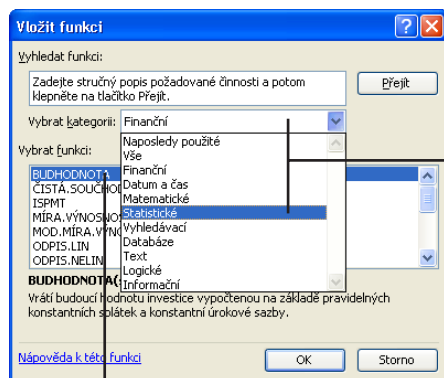 Vložit funkci
Vyhledat funkci:
Zadejte stručný popis požadované činnosti a potom
klepněte na tlačítko Přejít.
Přejít
Vybrat kategorii: Finanční
Naposledy použité
Vše
Finanční
Datum a čas
Matematické
Statistické
Vyhledávací
Databáze
Text
Logické
Informační
Vybrat funkci:
BUDHODNOTA
ČISTÁ.SOUČHOD
ISPMT
MÍRA.VÝNOSNOS
MOD.MÍRA.VÝNO
ODPIS.LIN
ODPIS.NELIN
BUDHODNOTA(
Vrátí budoucí hodnotu investice vypočtenou na základě pravidelných
konstantních splátek a konstantní úrokové sazby.
Nápověda k této funkci
OK
Storno